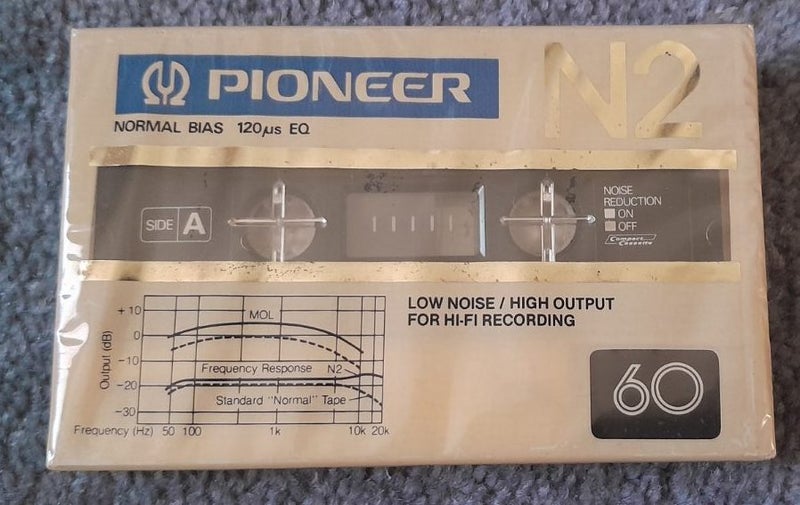 PIONEER
N2
NORMAL BIAS 120µs EQ
SIDE A
NOISE
REDUCTION
ON
OFF
Compact
Cassette
LOW NOISE / HIGH OUTPUT
FOR HI-FI RECORDING
+10
0
-10
-20
-30
Output (dB)
MOL
Frequency Response N2
Standard "Normal" Tape
Frequency (Hz) 50 100 1k 10k 20k
60